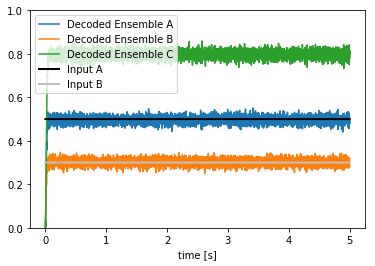 1.0
0.8
0.6
0.4
0.2
0.0
Decoded Ensemble A
Decoded Ensemble B
Decoded Ensemble C
Input A
Input B
0 1 2 3 4 5
time [s]